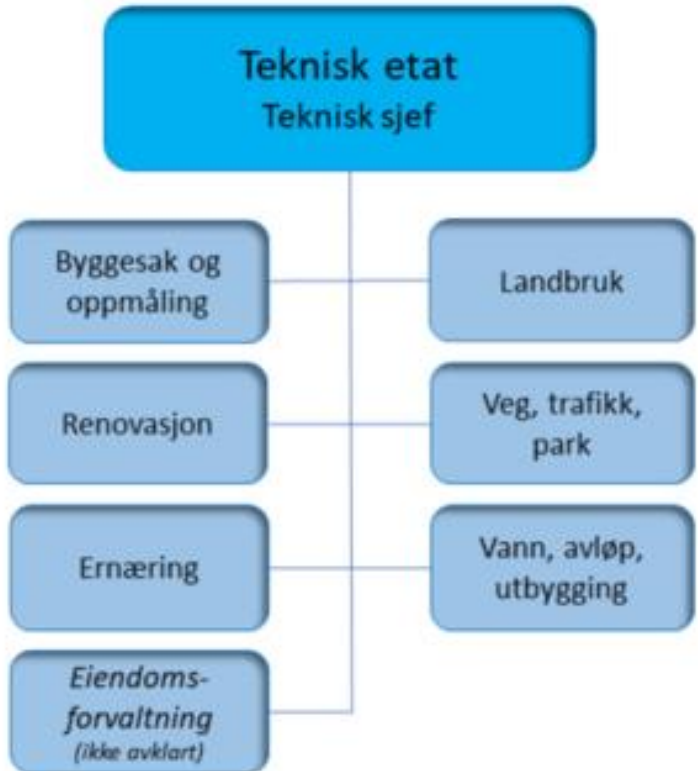 Teknisk etat
Teknisk sjef
Byggesak og
oppmåling
Landbruk
Renovasjon
Veg, trafikk,
park
Ernæring
Vann, avløp,
utbygging
Eiendoms-
forvaltning
(ikke avklart)